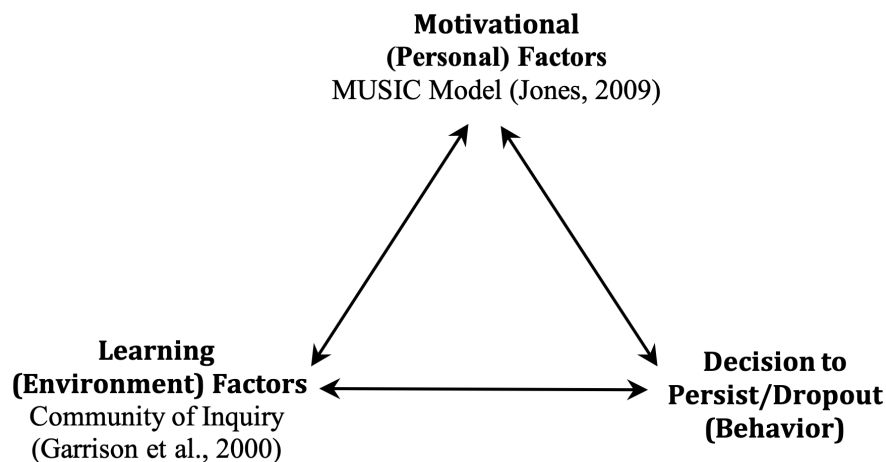 Motivational
(Personal) Factors
MUSIC Model (Jones, 2009)
Learning
(Environment) Factors
Community of Inquiry
(Garrison et al., 2000)
Decision to
Persist/Dropout
(Behavior)